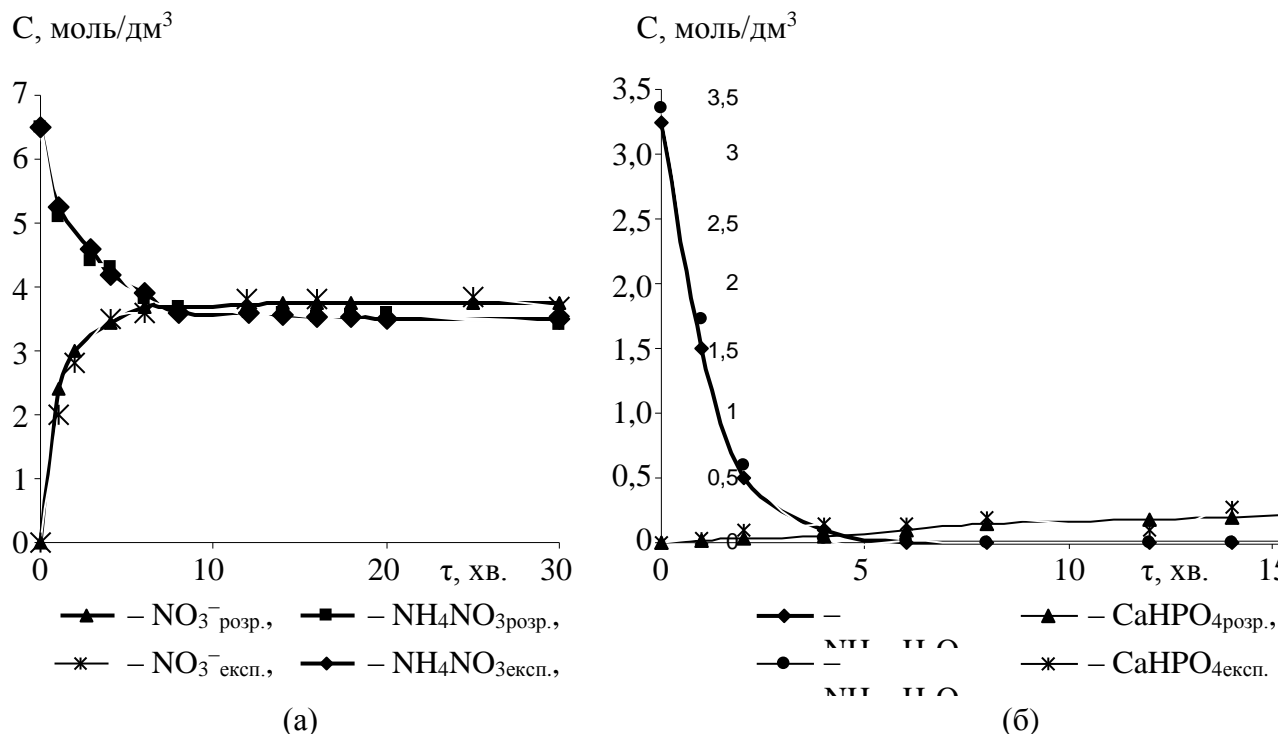 С, моль/дм³
С, моль/дм³
7
6
5
4
3
2
1
0
0 10 20 30
τ, хв.
3,5
3,0
2,5
2,0
1,5
1,0
0,5
0
3,5
3
2,5
2
1,5
1
0,5
0
0 5 10 15
τ, хв.
– NO₃⁻розр., – NH₄NO₃розр.,
– NO₃⁻експ., – NH₄NO₃експ.,
– – CaHPO₄розр.,
– – CaHPO₄експ.
(а)
(б)